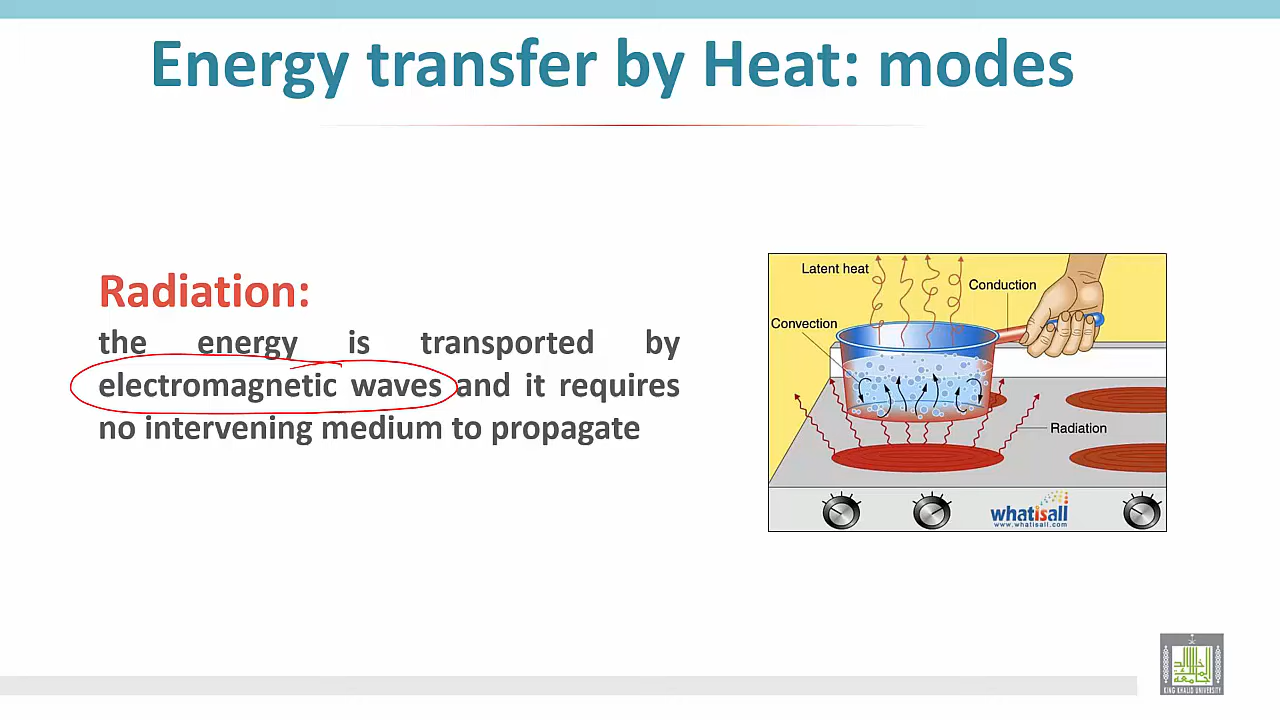 Energy transfer by Heat: modes
Radiation:
the energy is transported by
electromagnetic waves and it requires
no intervening medium to propagate
Latent heat
Conduction
Convection
Radiation
whatisall
www.whatisall.com
KING KHALID UNIVERSITY